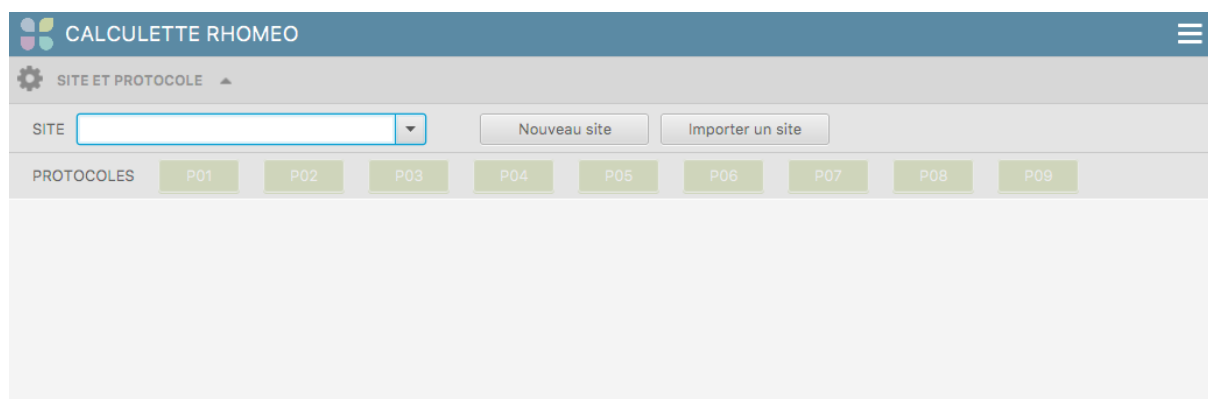 CALCULETTE RHOMEO
SITE ET PROTOCOLE
SITE Nouveau site Importer un site
PROTOCOLES P01 P02 P03 P04 P05 P06 P07 P08 P09